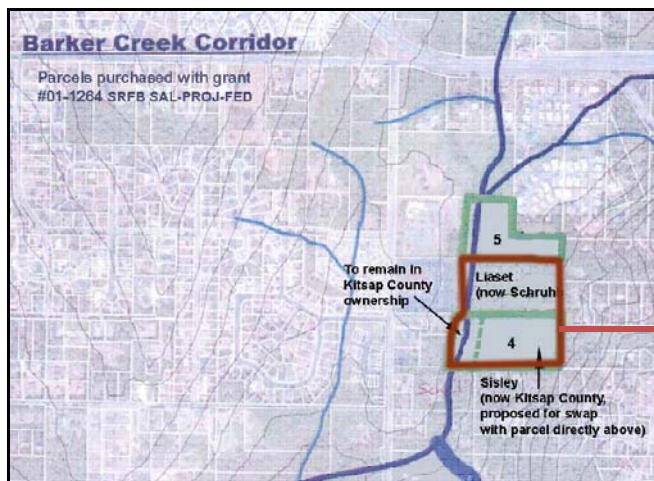 Barker Creek Corridor
Parcels purchased with grant
#01-1264 SRFB SAL-PROJ-FED
5
To remain in
Kitsap County
ownership
Liaset
(now Schruh
4
Sisley
(now Kitsap County,
proposed for swap
with parcel directly above)